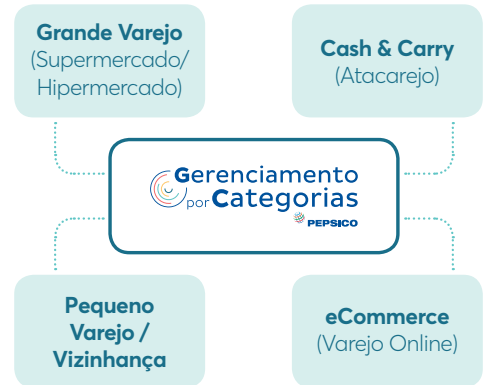 Grande Varejo
(Supermercado/
Hipermercado)
Cash & Carry
(Atacarejo)
Gerenciamento
por Categorias
PEPSICO
Pequeno
Varejo /
Vizinhança
eCommerce
(Varejo Online)